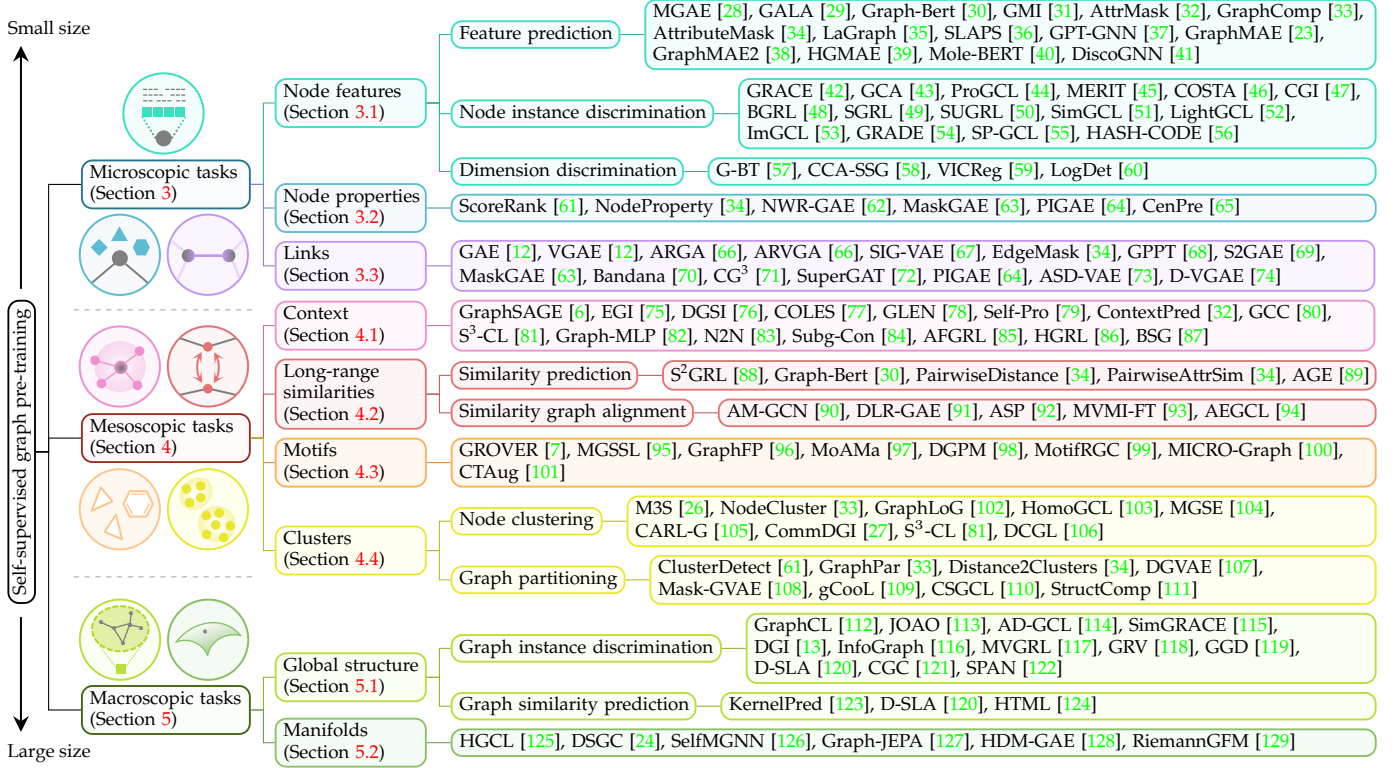 Small size
Self-supervised graph pre-training
Large size
Microscopic tasks
(Section 3)
Node features
(Section 3.1)
Feature prediction
MGAE [28], GALA [29], Graph-Bert [30], GMI [31], AttrMask [32], GraphComp [33],
AttributeMask [34], LaGraph [35], SLAPS [36], GPT-GNN [37], GraphMAE [23],
GraphMAE2 [38], HGMAE [39], Mole-BERT [40], DiscoGNN [41]
Node instance discrimination
GRACE [42], GCA [43], ProGCL [44], MERIT [45], COSTA [46], CGI [47],
BGRL [48], SGRL [49], SUGRL [50], SimGCL [51], LightGCL [52],
ImGCL [53], GRADE [54], SP-GCL [55], HASH-CODE [56]
Dimension discrimination
G-BT [57], CCA-SSG [58], VICReg [59], LogDet [60]
Node properties
(Section 3.2)
ScoreRank [61], NodeProperty [34], NWR-GAE [62], MaskGAE [63], PIGAE [64], CenPre [65]
Links
(Section 3.3)
GAE [12], VGAE [12], ARGA [66], ARVGA [66], SIG-VAE [67], EdgeMask [34], GPPT [68], S2GAE [69],
MaskGAE [63], Bandana [70], CG³ [71], SuperGAT [72], PIGAE [64], ASD-VAE [73], D-VGAE [74]
Mesoscopic tasks
(Section 4)
Context
(Section 4.1)
GraphSAGE [6], EGI [75], DGSI [76], COLES [77], GLEN [78], Self-Pro [79], ContextPred [32], GCC [80],
S³-CL [81], Graph-MLP [82], N2N [83], Subg-Con [84], AFGRL [85], HGRL [86], BSG [87]
Long-range
similarities
(Section 4.2)
Similarity prediction
S²GRL [88], Graph-Bert [30], PairwiseDistance [34], PairwiseAttrSim [34], AGE [89]
Similarity graph alignment
AM-GCN [90], DLR-GAE [91], ASP [92], MVMI-FT [93], AEGCL [94]
Motifs
(Section 4.3)
GROVER [7], MGSSL [95], GraphFP [96], MoAMa [97], DGPM [98], MotifRGC [99], MICRO-Graph [100],
CTAug [101]
Clusters
(Section 4.4)
Node clustering
M3S [26], NodeCluster [33], GraphLoG [102], HomoGCL [103], MGSE [104],
CARL-G [105], CommDGI [27], S³-CL [81], DCGL [106]
Graph partitioning
ClusterDetect [61], GraphPar [33], Distance2Clusters [34], DGVAE [107],
Mask-GVAE [108], gCooL [109], CSGCL [110], StructComp [111]
Macroscopic tasks
(Section 5)
Global structure
(Section 5.1)
Graph instance discrimination
GraphCL [112], JOAO [113], AD-GCL [114], SimGRACE [115],
DGI [13], InfoGraph [116], MVGRL [117], GRV [118], GGD [119],
D-SLA [120], CGC [121], SPAN [122]
Graph similarity prediction
KernelPred [123], D-SLA [120], HTML [124]
Manifolds
(Section 5.2)
HGCL [125], DSGC [24], SelfMGNN [126], Graph-JEPA [127], HDM-GAE [128], RiemannGFM [129]